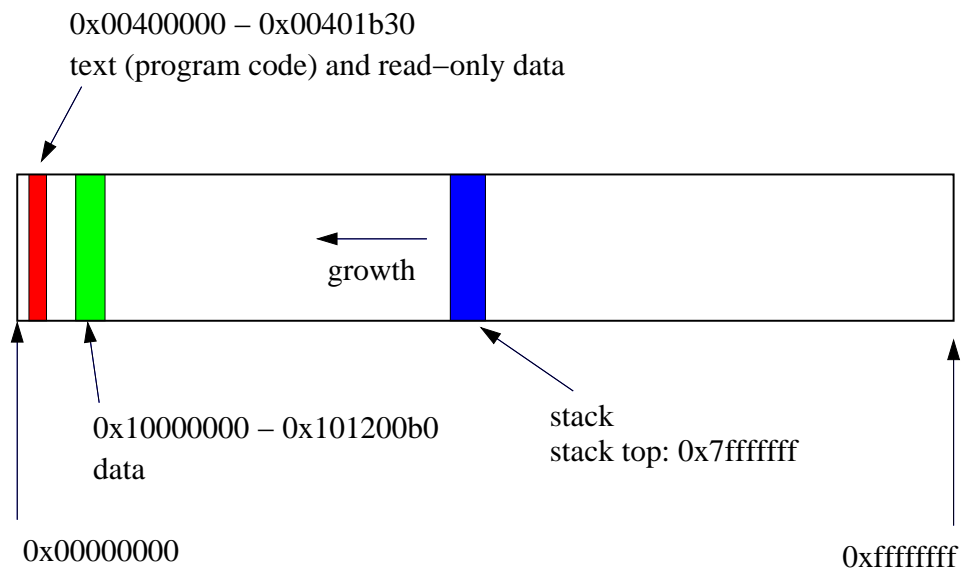 0x00400000 − 0x00401b30
text (program code) and read−only data
growth
0x10000000 − 0x101200b0
data
stack
stack top: 0x7fffffff
0x00000000
0xffffffff